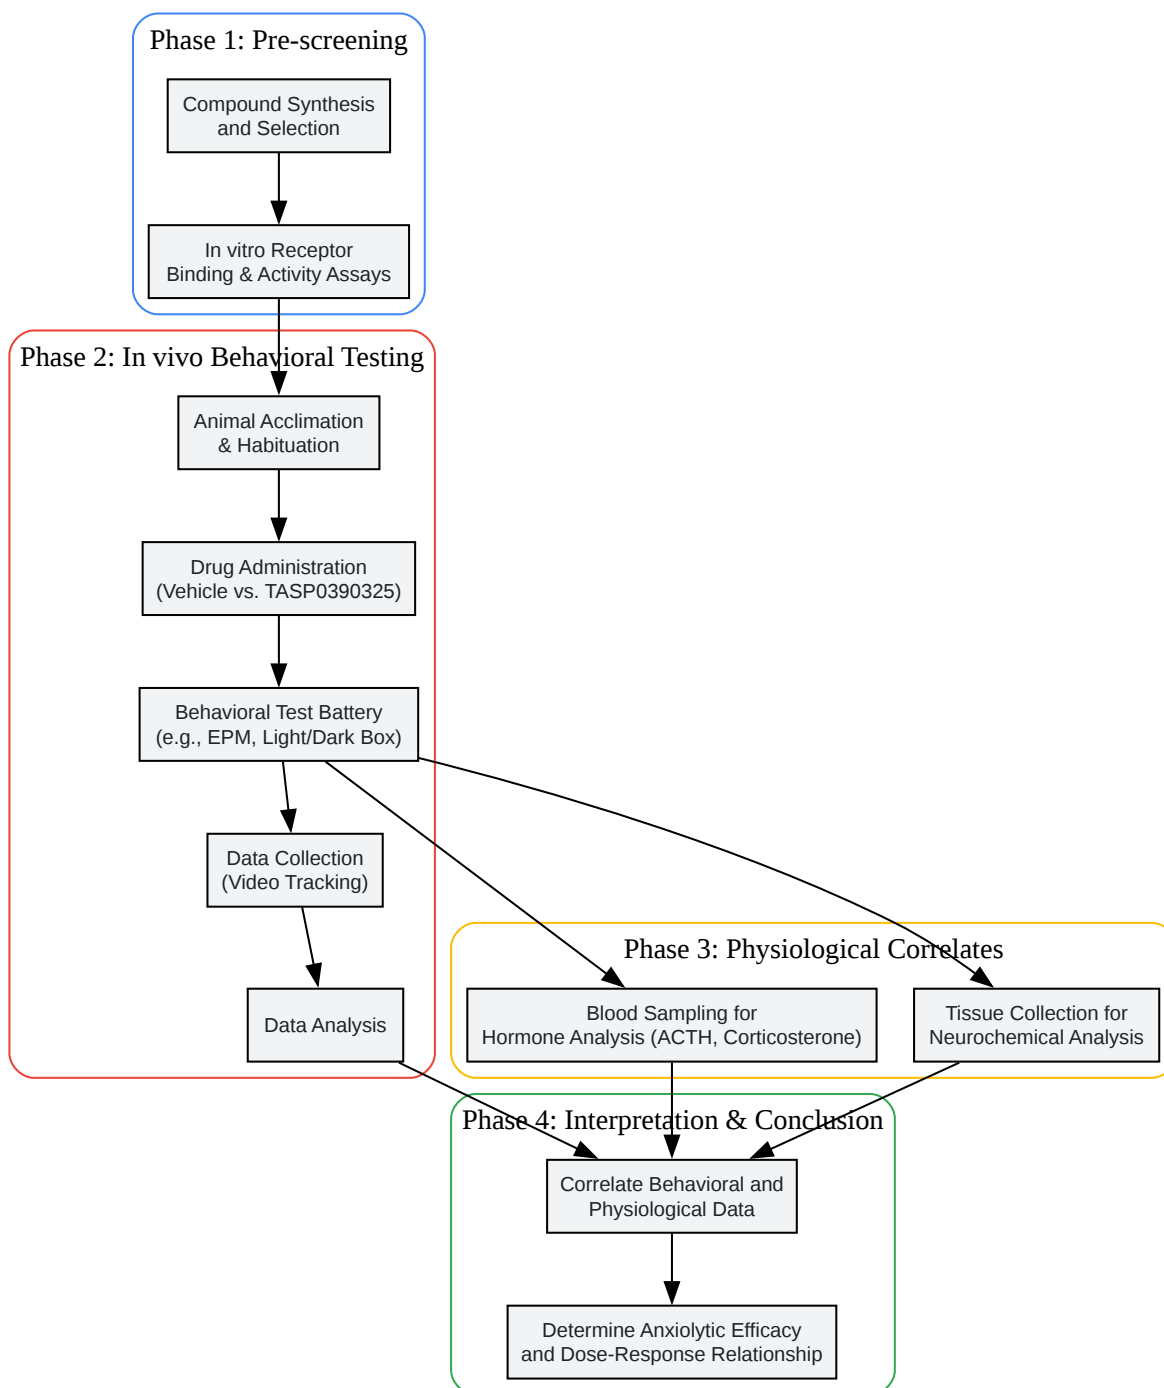 Phase 1: Pre-screening
Compound Synthesis
and Selection
In vitro Receptor
Binding & Activity Assays
Phase 2: In vivo Behavioral Testing
Animal Acclimation
& Habituation
Drug Administration
(Vehicle vs. TASP0390325)
Behavioral Test Battery
(e.g., EPM, Light/Dark Box)
Data Collection
(Video Tracking)
Data Analysis
Phase 3: Physiological Correlates
Blood Sampling for
Hormone Analysis (ACTH, Corticosterone)
Tissue Collection for
Neurochemical Analysis
Phase 4: Interpretation & Conclusion
Correlate Behavioral and
Physiological Data
Determine Anxiolytic Efficacy
and Dose-Response Relationship